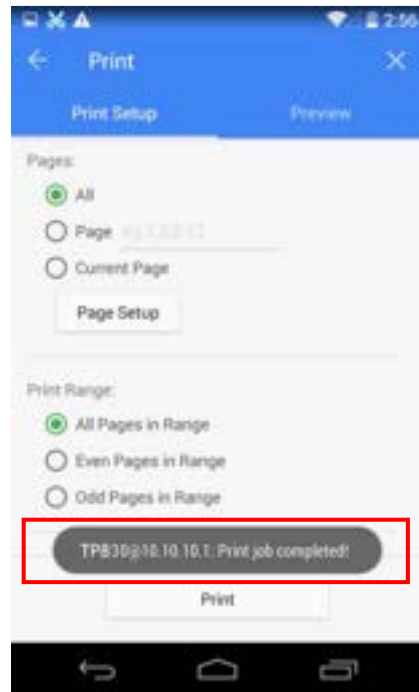 2:56
Print
Print Setup
Preview
Pages:
All
Page
Current Page
Page Setup
Print Range:
All Pages in Range
Even Pages in Range
Odd Pages in Range
TPB30@10.10.10.1: Print job completed!
Print